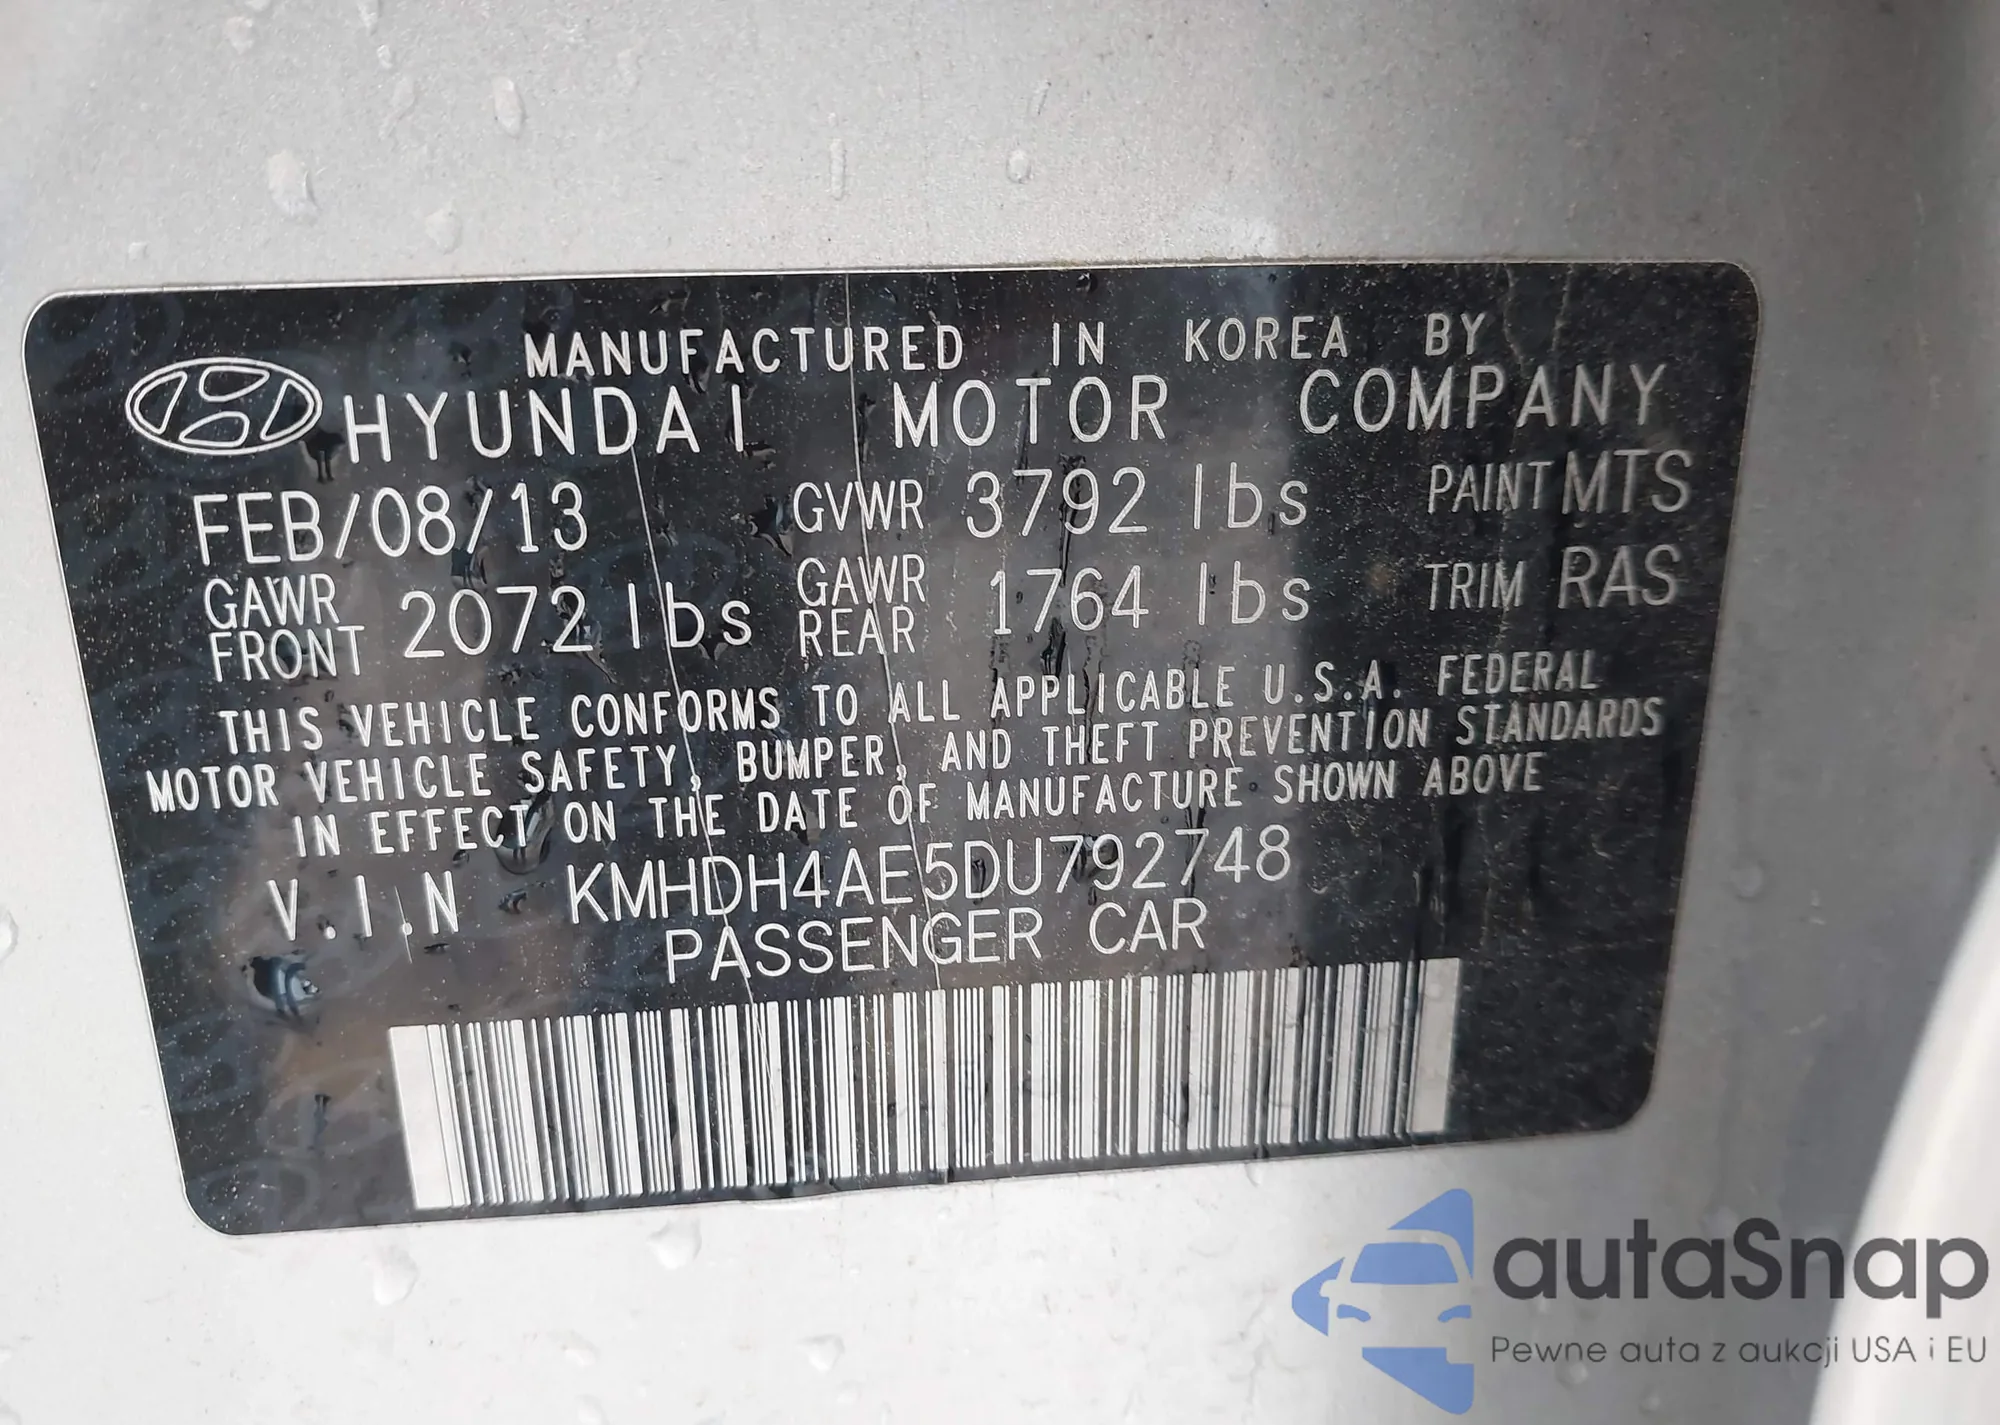 MANUFACTURED IN KOREA BY
HYUNDAI MOTOR COMPANY
FEB/08/13 GVWR 3792 lbs PAINT MTS
GAWR FRONT 2072 lbs GAWR REAR 1764 lbs TRIM RAS
THIS VEHICLE CONFORMS TO ALL APPLICABLE U.S.A. FEDERAL
MOTOR VEHICLE SAFETY, BUMPER, AND THEFT PREVENTION STANDARDS
IN EFFECT ON THE DATE OF MANUFACTURE SHOWN ABOVE
V.I.N KMHDH4AE5DU792748
PASSENGER CAR
autaSnap
Pewne auta z aukcji USA i EU